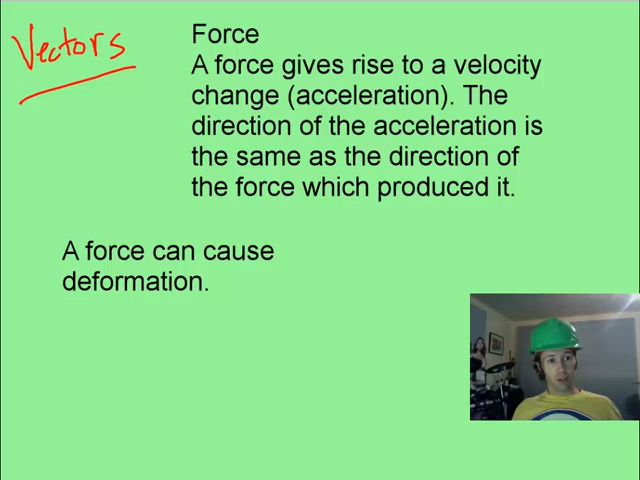 Vectors
Force
A force gives rise to a velocity
change (acceleration). The
direction of the acceleration is
the same as the direction of
the force which produced it.
A force can cause
deformation.